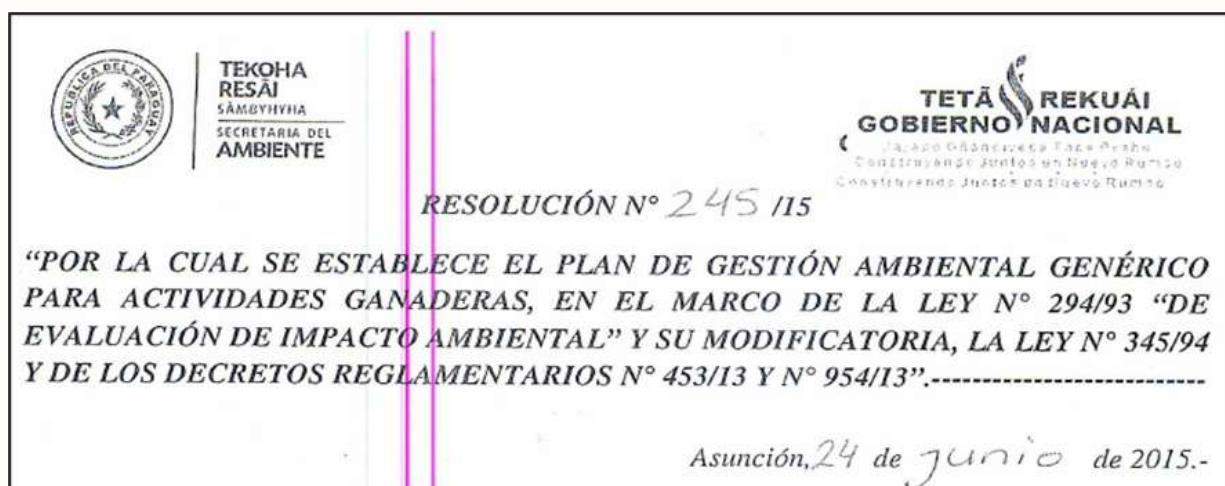 REPUBLICA DEL PARAGUAY
TEKOHA
RESÃI
SÃMBYHYHA
SECRETARIA DEL
AMBIENTE
TETÃ REKUÁI
GOBIERNO NACIONAL
Construyendo Juntos un Nuevo Rumbo
Construyendo Juntos un Nuevo Rumbo
RESOLUCIÓN N° 245 /15
“POR LA CUAL SE ESTABLECE EL PLAN DE GESTIÓN AMBIENTAL GENÉRICO
PARA ACTIVIDADES GANADERAS, EN EL MARCO DE LA LEY N° 294/93 “DE
EVALUACIÓN DE IMPACTO AMBIENTAL” Y SU MODIFICATORIA, LA LEY N° 345/94
Y DE LOS DECRETOS REGLAMENTARIOS N° 453/13 Y N° 954/13”.---------------------------
Asunción, 24 de junio de 2015.-